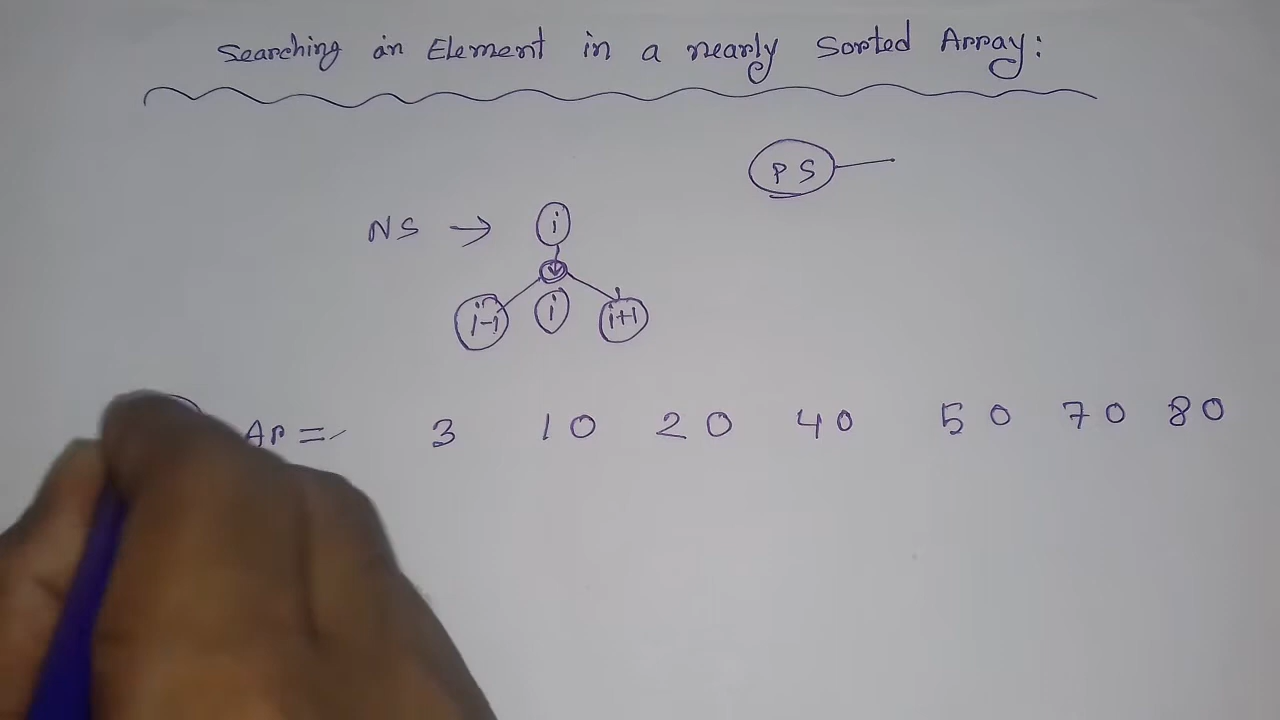 Searching an Element in a nearly Sorted Array:
PS
NS → i
i-1 i i+1
Ar = 3 10 20 40 50 70 80